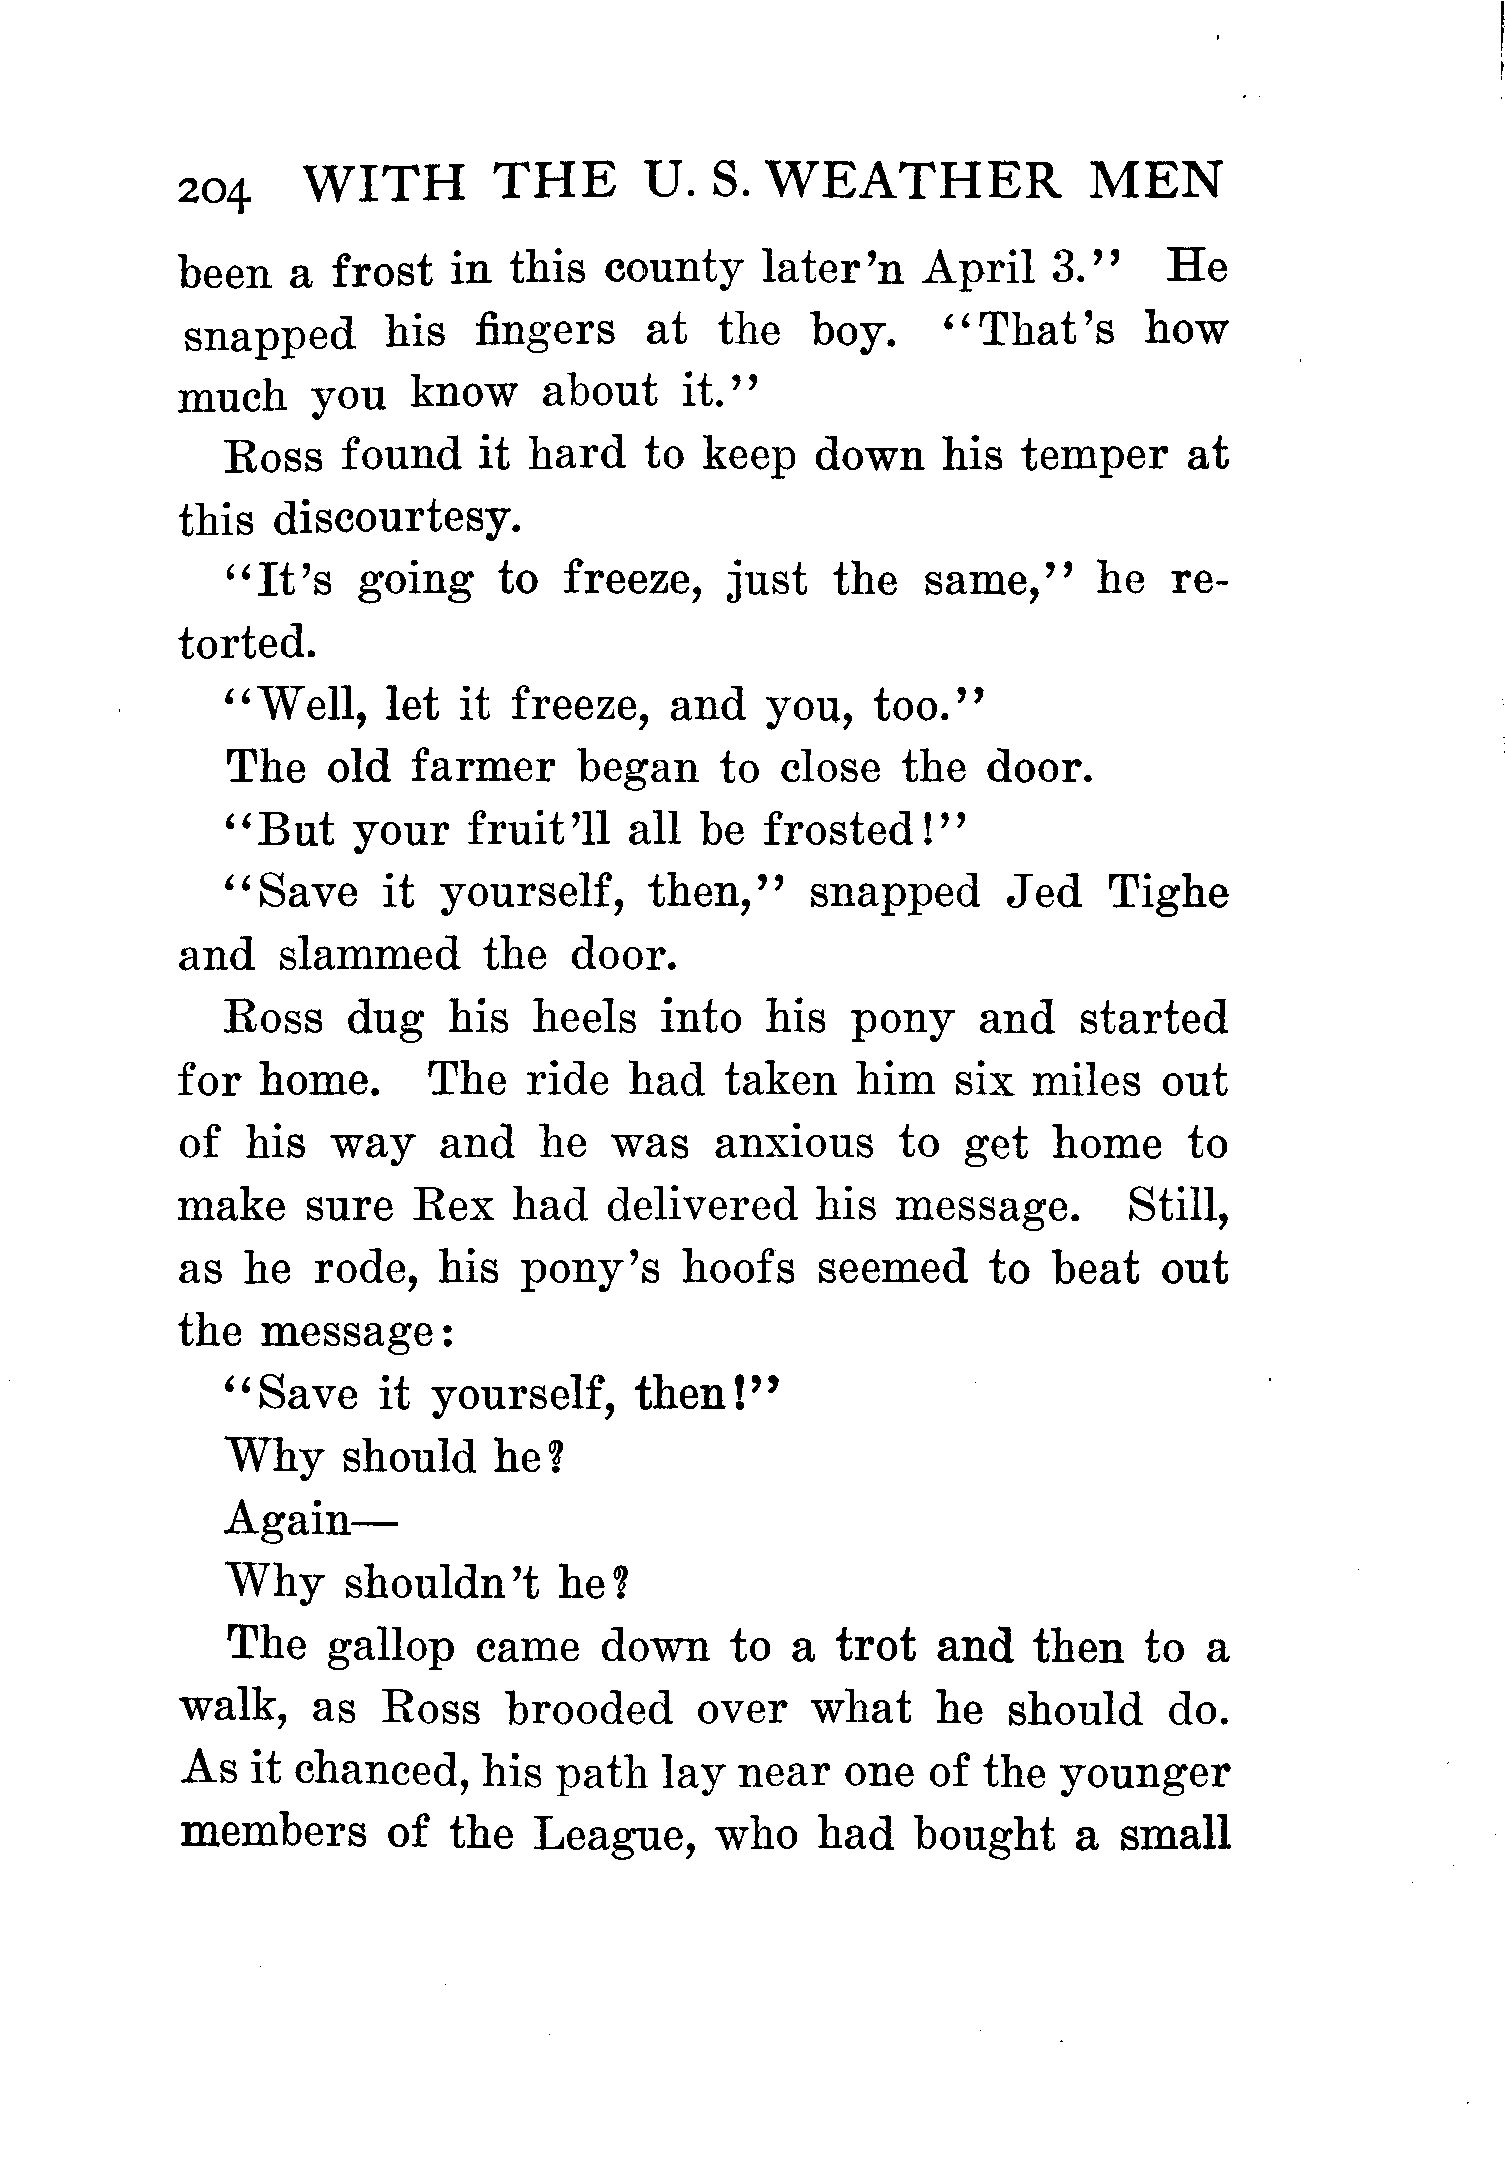 204 WITH THE U. S. WEATHER MEN
been a frost in this county later'n April 3." He
snapped his fingers at the boy. "That's how
much you know about it."
Ross found it hard to keep down his temper at
this discourtesy.
"It's going to freeze, just the same," he re-
torted.
"Well, let it freeze, and you, too."
The old farmer began to close the door.
"But your fruit'll all be frosted!"
"Save it yourself, then," snapped Jed Tighe
and slammed the door.
Ross dug his heels into his pony and started
for home. The ride had taken him six miles out
of his way and he was anxious to get home to
make sure Rex had delivered his message. Still,
as he rode, his pony's hoofs seemed to beat out
the message:
"Save it yourself, then!"
Why should he?
Again—
Why shouldn't he?
The gallop came down to a trot and then to a
walk, as Ross brooded over what he should do.
As it chanced, his path lay near one of the younger
members of the League, who had bought a small